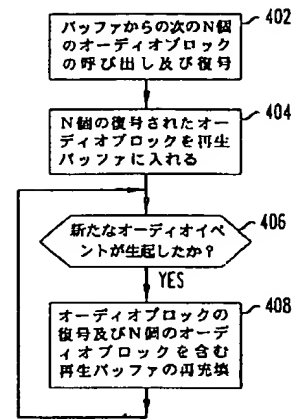 バッファからの次のN個
のオーディオブロック
の呼び出し及び復号
402
N個の復号されたオー
ディオブロックを再生
バッファに入れる
404
新たなオーディオイベ
ントが生起したか?
406
YES
オーディオブロックの
復号及びN個のオーデ
ィオブロックを含む
再生バッファの再充填
408